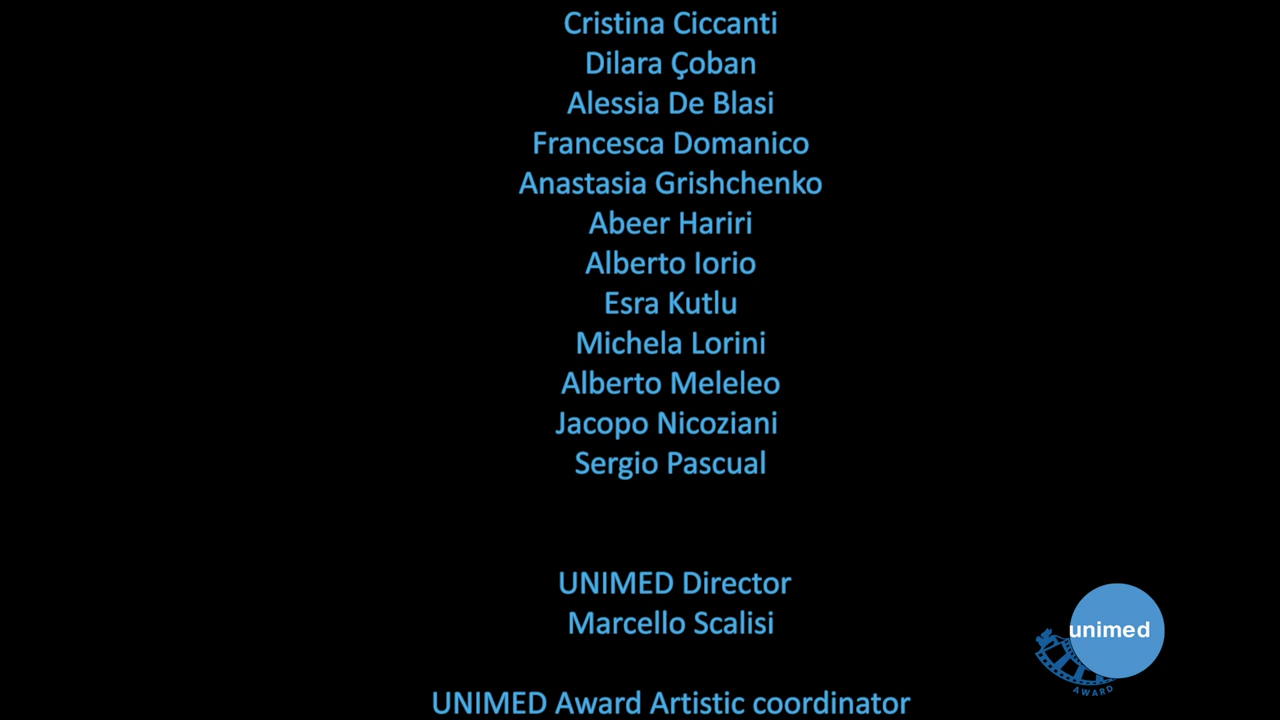 Cristina Ciccanti
Dilara Çoban
Alessia De Blasi
Francesca Domanico
Anastasia Grishchenko
Abeer Hariri
Alberto Iorio
Esra Kutlu
Michela Lorini
Alberto Meleleo
Jacopo Nicoziani
Sergio Pascual
UNIMED Director
Marcello Scalisi
UNIMED Award Artistic coordinator
unimed
AWARD